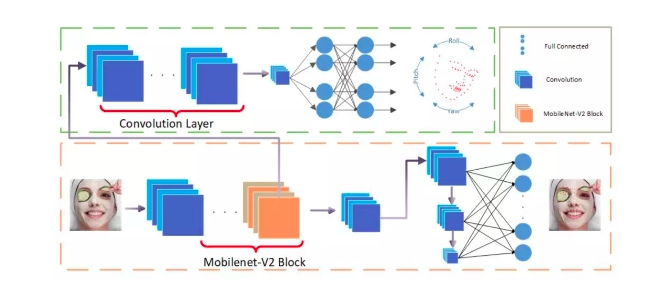 Roll
Pitch
Yaw
Convolution Layer
Full Connected
Convolution
MobileNet-V2 Block
Mobilenet-V2 Block